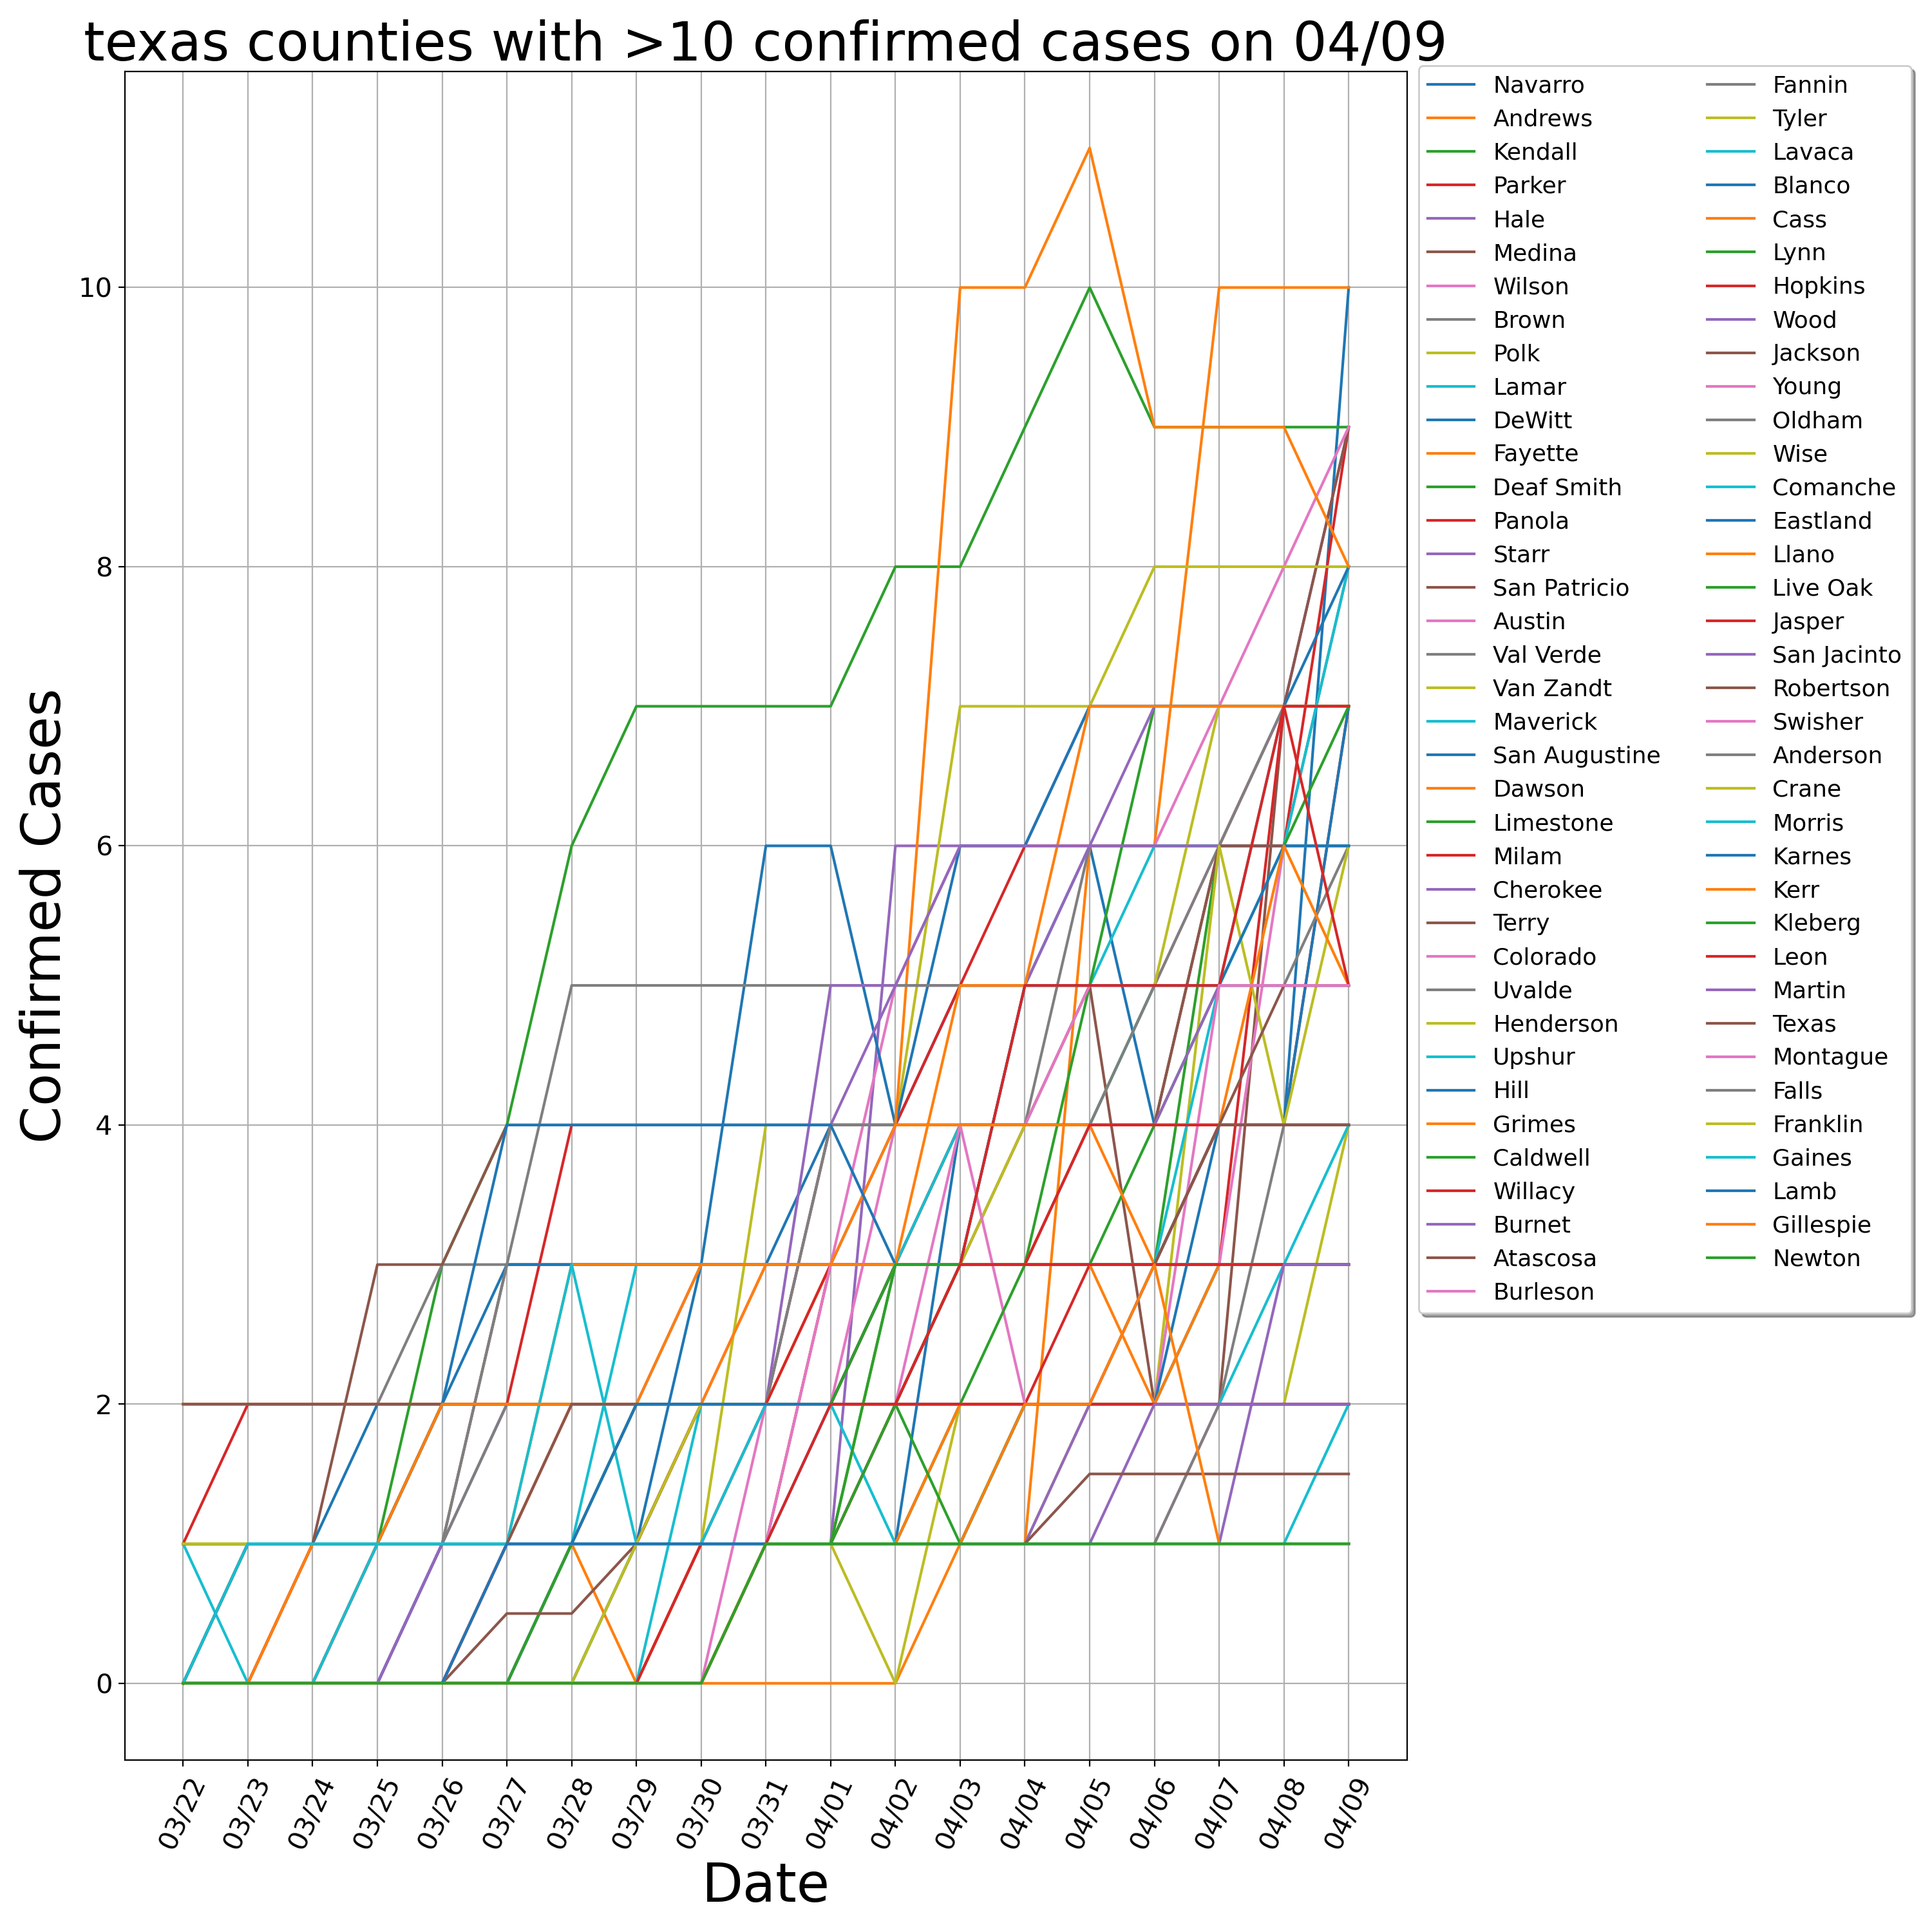 texas counties with >10 confirmed cases on 04/09
Confirmed Cases
10
8
6
4
2
0
03/22
03/23
03/24
03/25
03/26
03/27
03/28
03/29
03/30
03/31
04/01
04/02
04/03
04/04
04/05
04/06
04/07
04/08
04/09
Date
Navarro
Andrews
Kendall
Parker
Hale
Medina
Wilson
Brown
Polk
Lamar
DeWitt
Fayette
Deaf Smith
Panola
Starr
San Patricio
Austin
Val Verde
Van Zandt
Maverick
San Augustine
Dawson
Limestone
Milam
Cherokee
Terry
Colorado
Uvalde
Henderson
Upshur
Hill
Grimes
Caldwell
Willacy
Burnet
Atascosa
Burleson
Fannin
Tyler
Lavaca
Blanco
Cass
Lynn
Hopkins
Wood
Jackson
Young
Oldham
Wise
Comanche
Eastland
Llano
Live Oak
Jasper
San Jacinto
Robertson
Swisher
Anderson
Crane
Morris
Karnes
Kerr
Kleberg
Leon
Martin
Texas
Montague
Falls
Franklin
Gaines
Lamb
Gillespie
Newton